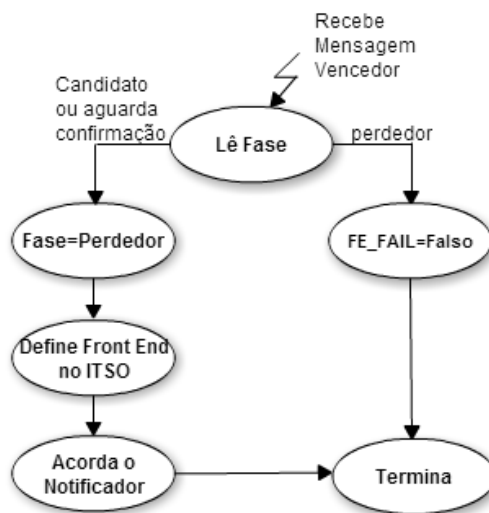 Recebe
Mensagem
Vencedor
Candidato
ou aguarda
confirmação
Lê Fase
perdedor
Fase=Perdedor
FE_FAIL=Falso
Define Front End
no ITSO
Acorda o
Notificador
Termina